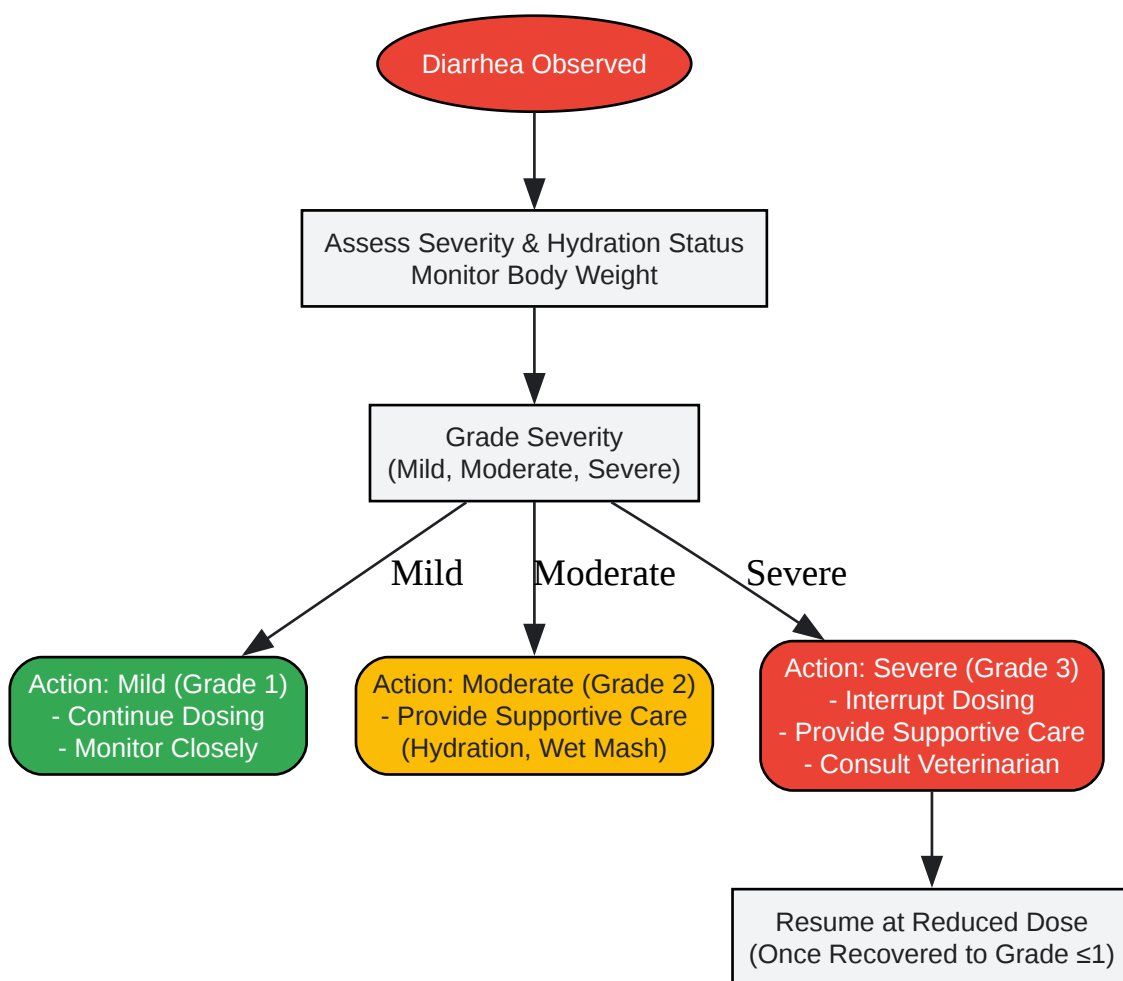 Diarrhea Observed
Assess Severity & Hydration Status
Monitor Body Weight
Grade Severity
(Mild, Moderate, Severe)
Mild
Moderate
Severe
Action: Mild (Grade 1)
- Continue Dosing
- Monitor Closely
Action: Moderate (Grade 2)
- Provide Supportive Care
(Hydration, Wet Mash)
Action: Severe (Grade 3)
- Interrupt Dosing
- Provide Supportive Care
- Consult Veterinarian
Resume at Reduced Dose
(Once Recovered to Grade ≤1)